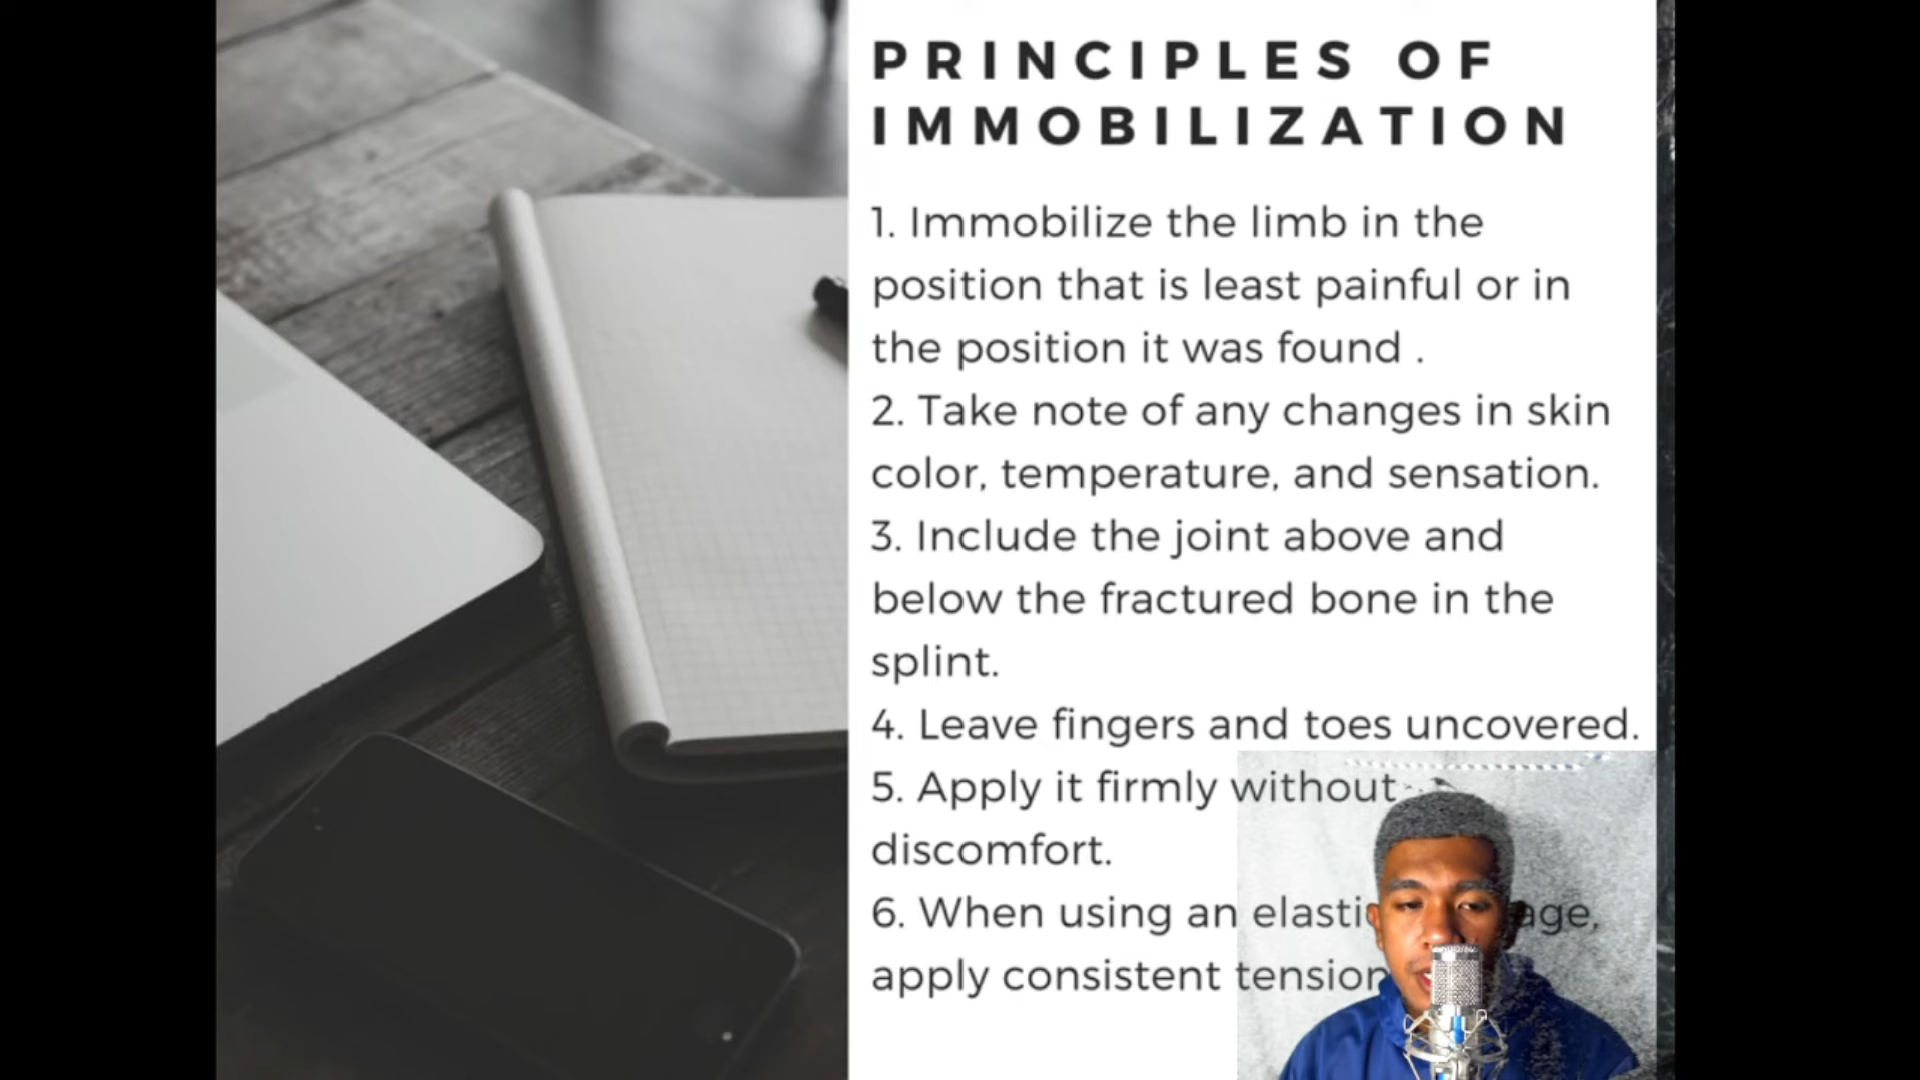 PRINCIPLES OF
IMMOBILIZATION
1. Immobilize the limb in the
position that is least painful or in
the position it was found .
2. Take note of any changes in skin
color, temperature, and sensation.
3. Include the joint above and
below the fractured bone in the
splint.
4. Leave fingers and toes uncovered.
5. Apply it firmly without
discomfort.
6. When using an elastic
apply consistent tension